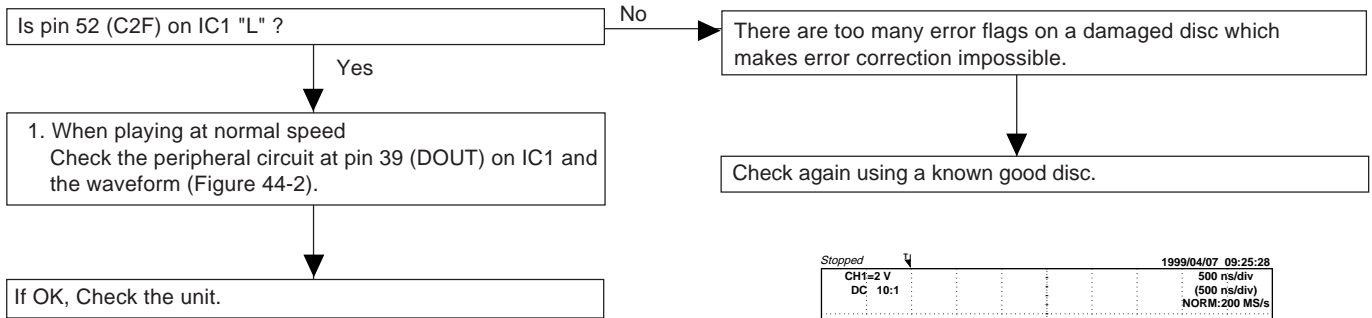 Is pin 52 (C2F) on IC1 "L" ?
No
There are too many error flags on a damaged disc which
makes error correction impossible.
Yes
1. When playing at normal speed
Check the peripheral circuit at pin 39 (DOUT) on IC1 and
the waveform (Figure 44-2).
Check again using a known good disc.
If OK, Check the unit.
Stopped
1999/04/07 09:25:28
CH1=2 V
500 ns/div
DC 10:1
(500 ns/div)
NORM:200 MS/s